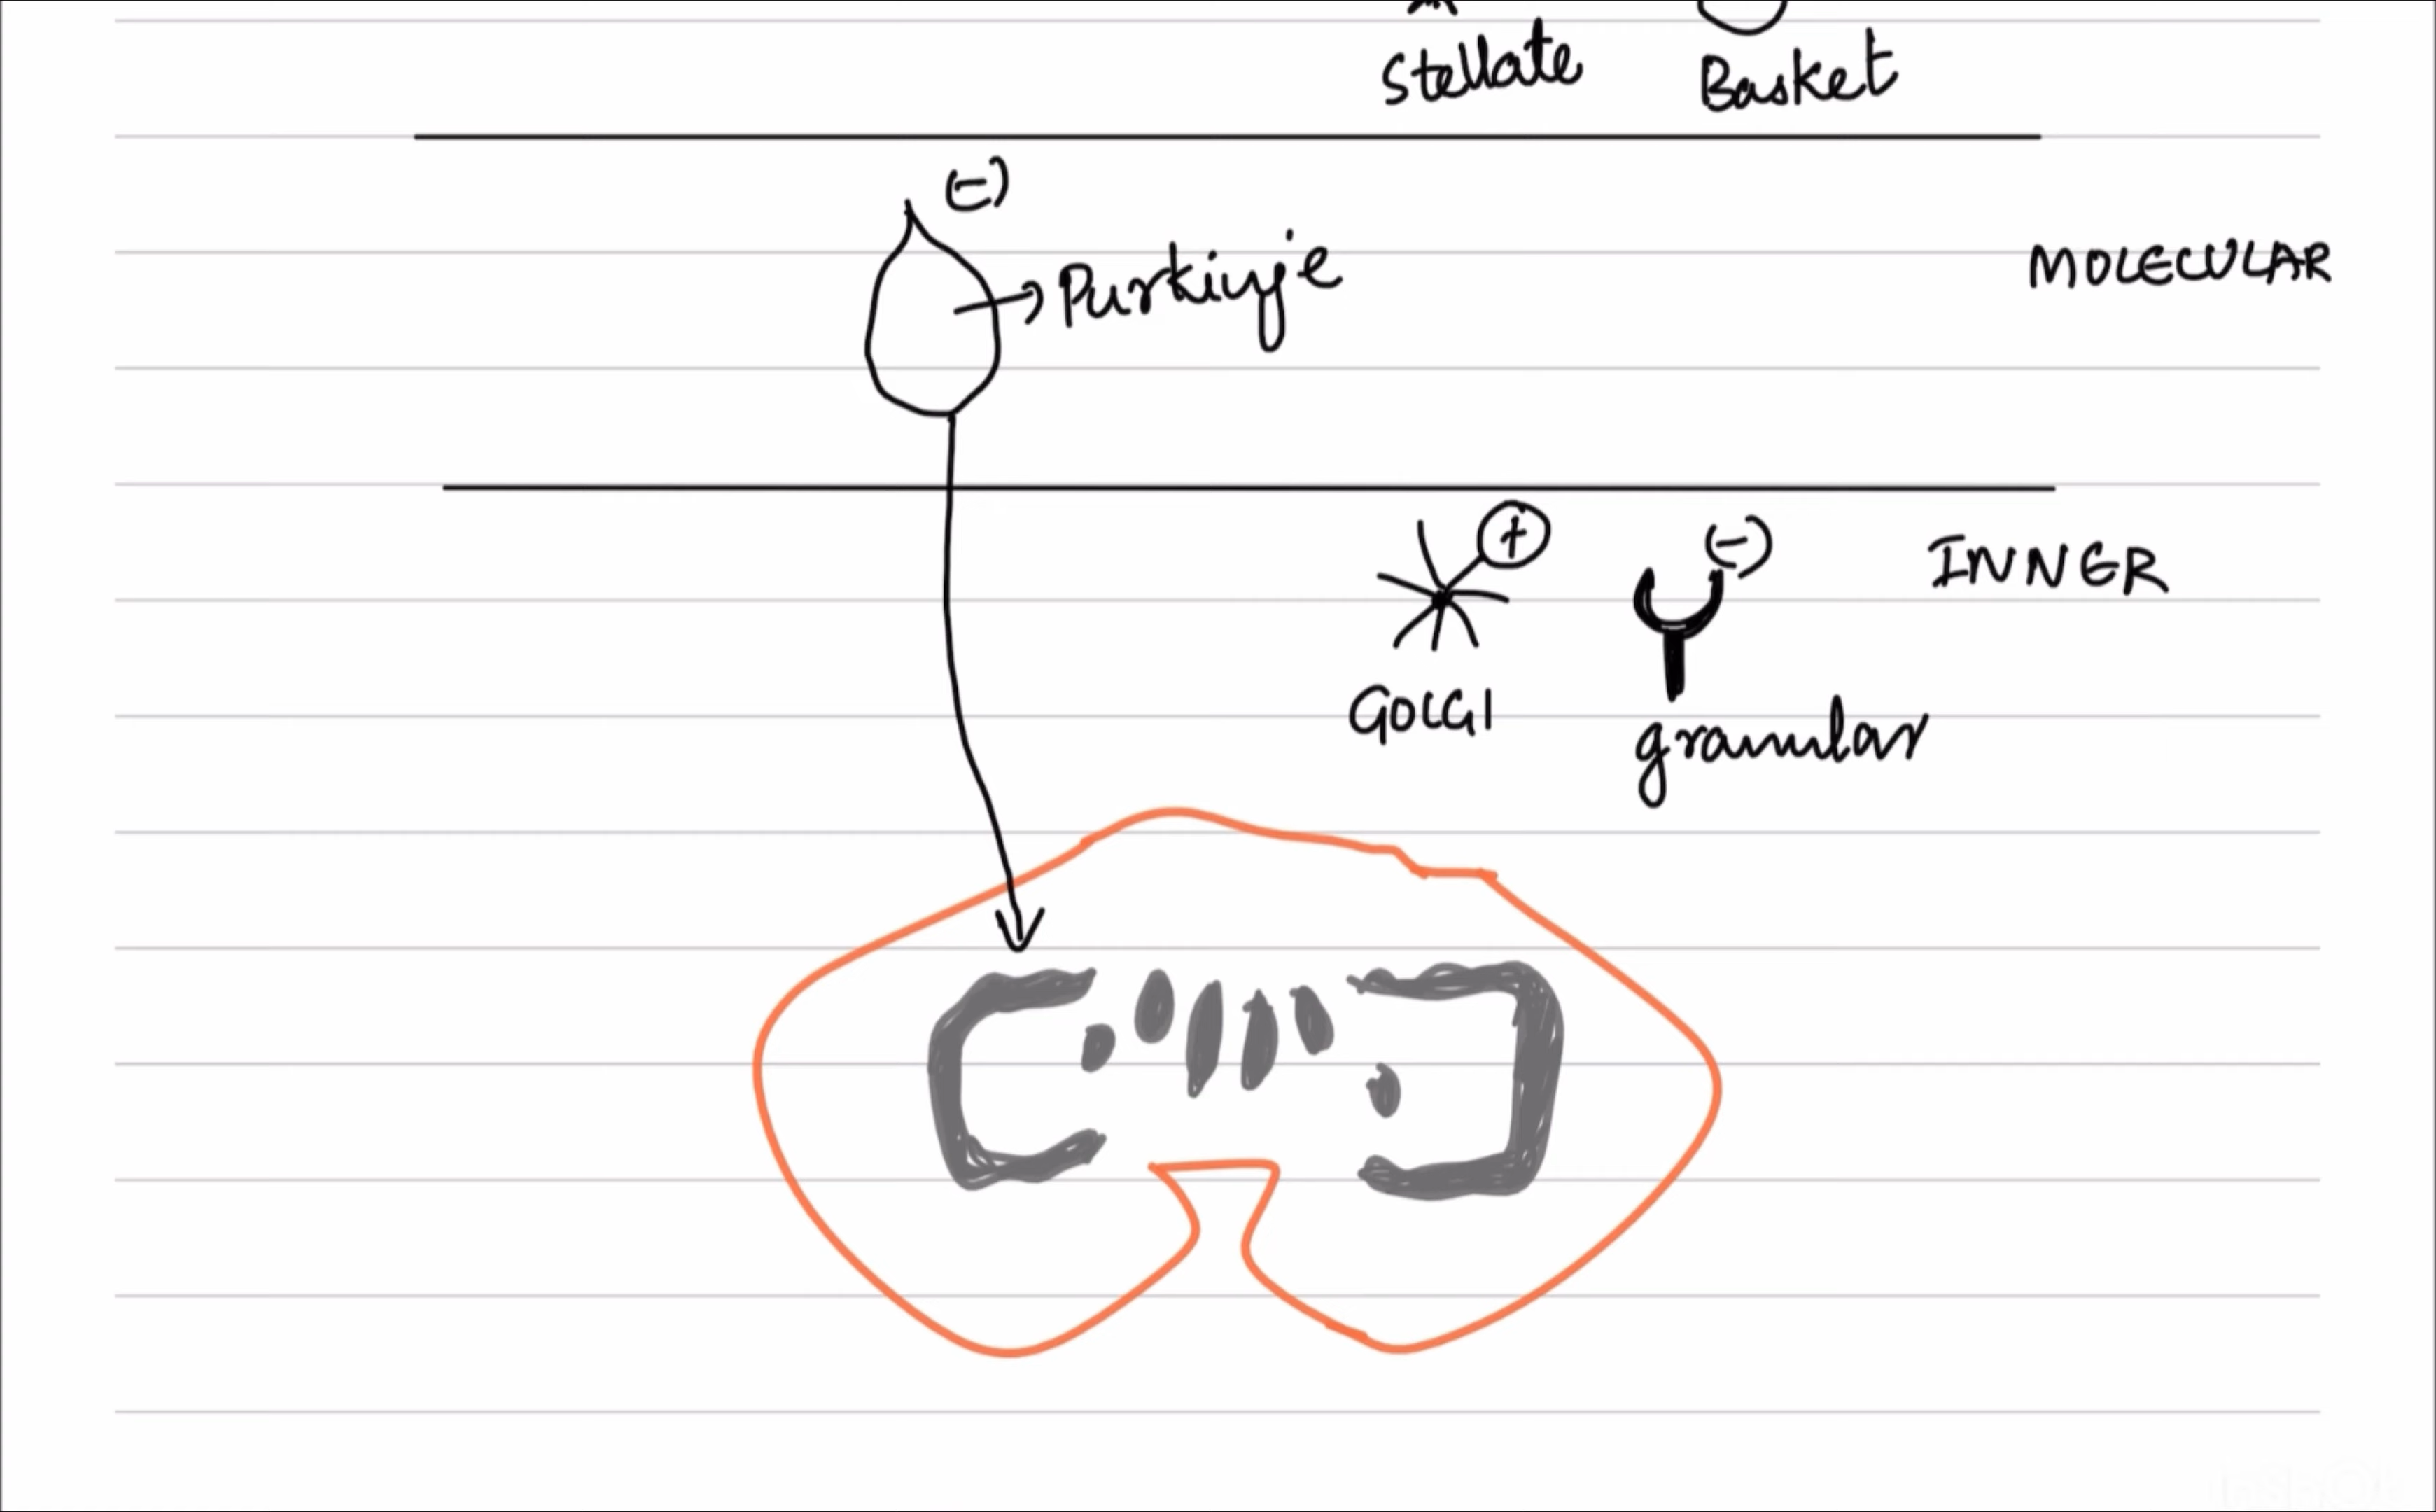 Stellate Basket
(-)
Purkinje
MOLECULAR
+ (-)
INNER
GOLGI
granular